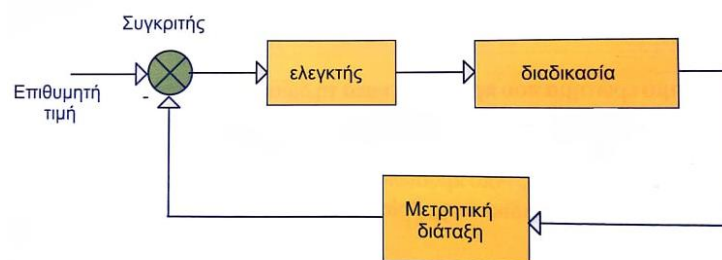 Συγκριτής
Επιθυμητή
τιμή
-
ελεγκτής
διαδικασία
Μετρητική
διάταξη